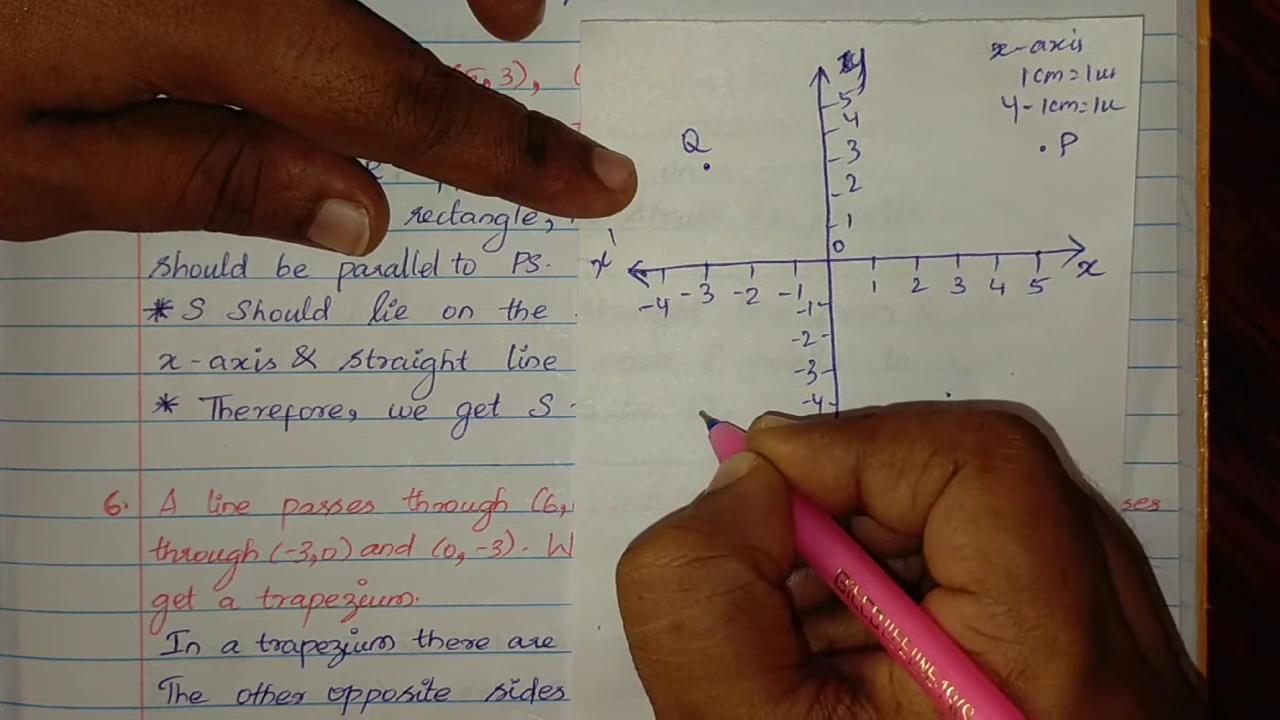 3), (
rectangle,
should be parallel to PS.
* S should lie on the
x-axis & straight line
* Therefore, we get S
6. A line passes through (6,
through (-3,0) and (0, -3). W
get a trapezium.
In a trapezium there are
The other opposite sides
ses
x-axis
1cm=1u
y-1cm=1u
y
5
4
3
2
1
0
Q
P
x'
x
-4 -3 -2 -1 1 2 3 4 5
-1
-2
-3
-4